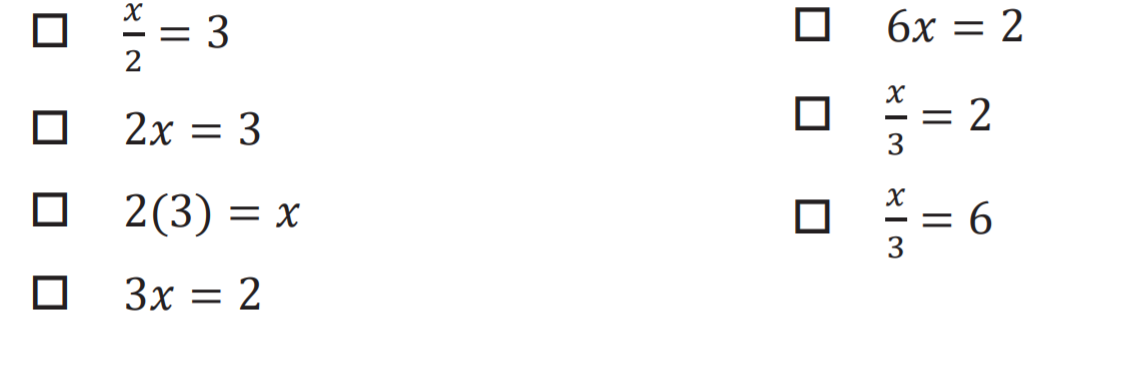 ☐ x/2 = 3
☐ 2x = 3
☐ 2(3) = x
☐ 3x = 2
☐ 6x = 2
☐ x/3 = 2
☐ x/3 = 6